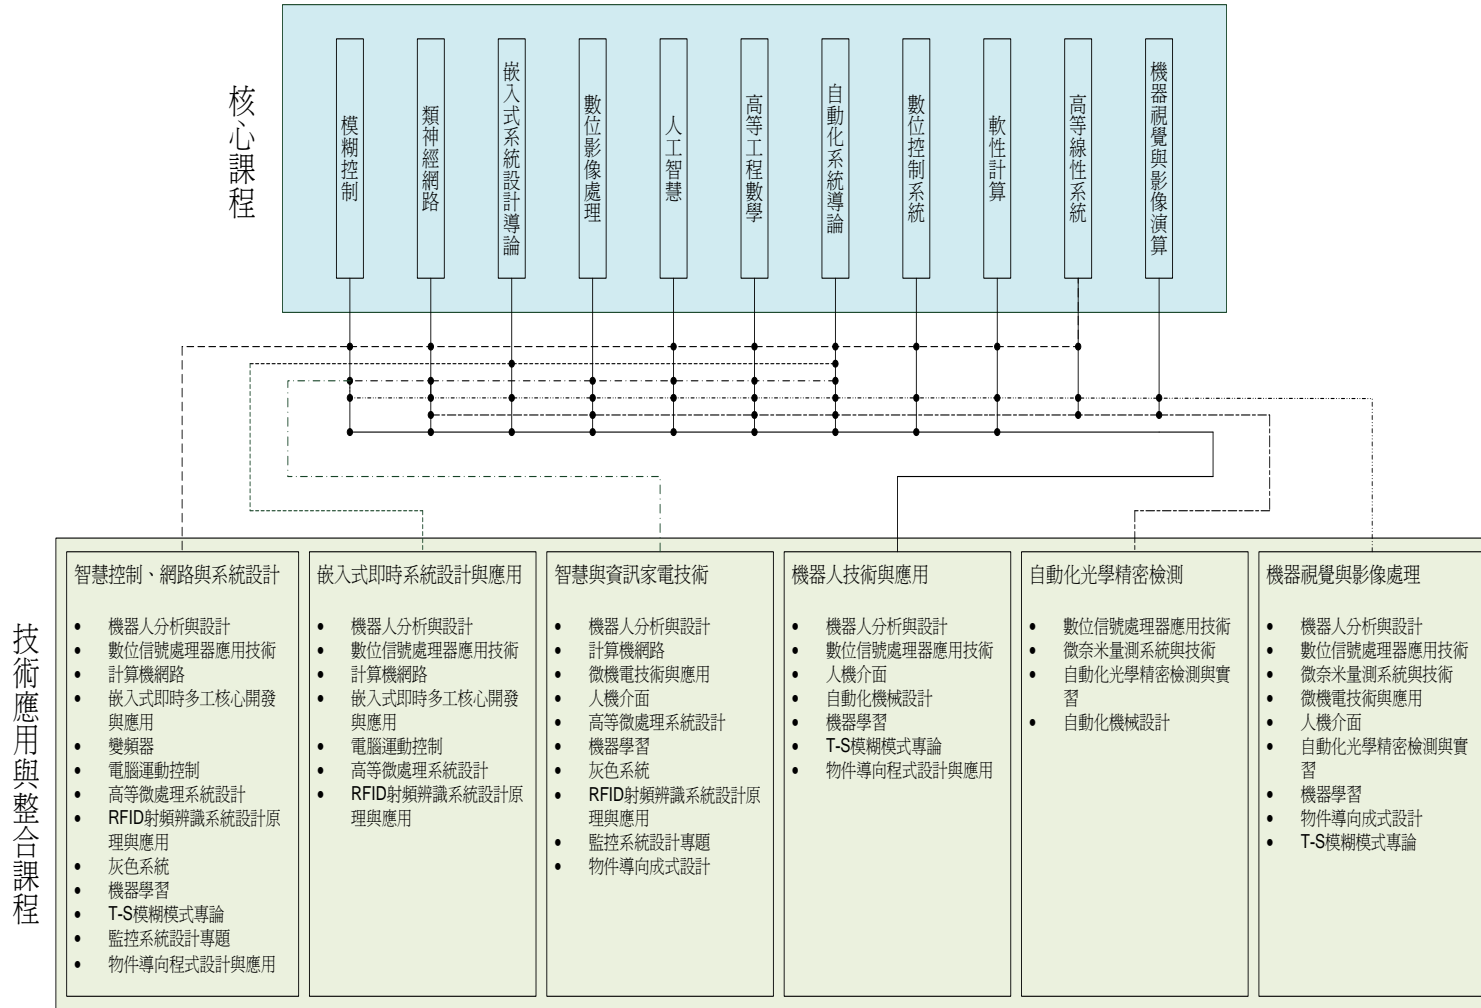 核心課程
模糊控制
類神經網路
嵌入式系統設計導論
數位影像處理
人工智慧
高等工程數學
自動化系統導論
數位控制系統
軟性計算
高等線性系統
機器視覺與影像演算
技術應用與整合課程
智慧控制、網路與系統設計
• 機器人分析與設計
• 數位信號處理器應用技術
• 計算機網路
• 嵌入式即時多工核心開發
與應用
• 變頻器
• 電腦運動控制
• 高等微處理系統設計
• RFID射頻辨識系統設計原
理與應用
• 灰色系統
• 機器學習
• T-S模糊模式專論
• 監控系統設計專題
• 物件導向程式設計與應用
嵌入式即時系統設計與應用
• 機器人分析與設計
• 數位信號處理器應用技術
• 計算機網路
• 嵌入式即時多工核心開發
與應用
• 電腦運動控制
• 高等微處理系統設計
• RFID射頻辨識系統設計原
理與應用
智慧與資訊家電技術
• 機器人分析與設計
• 計算機網路
• 微機電技術與應用
• 人機介面
• 高等微處理系統設計
• 機器學習
• 灰色系統
• RFID射頻辨識系統設計原
理與應用
• 監控系統設計專題
• 物件導向成式設計
機器人技術與應用
• 機器人分析與設計
• 數位信號處理器應用技術
• 人機介面
• 自動化機械設計
• 機器學習
• T-S模糊模式專論
• 物件導向程式設計與應用
自動化光學精密檢測
• 數位信號處理器應用技術
• 微奈米量測系統與技術
• 自動化光學精密檢測與實
習
• 自動化機械設計
機器視覺與影像處理
• 機器人分析與設計
• 數位信號處理器應用技術
• 微奈米量測系統與技術
• 微機電技術與應用
• 人機介面
• 自動化光學精密檢測與實
習
• 機器學習
• 物件導向成式設計
• T-S模糊模式專論